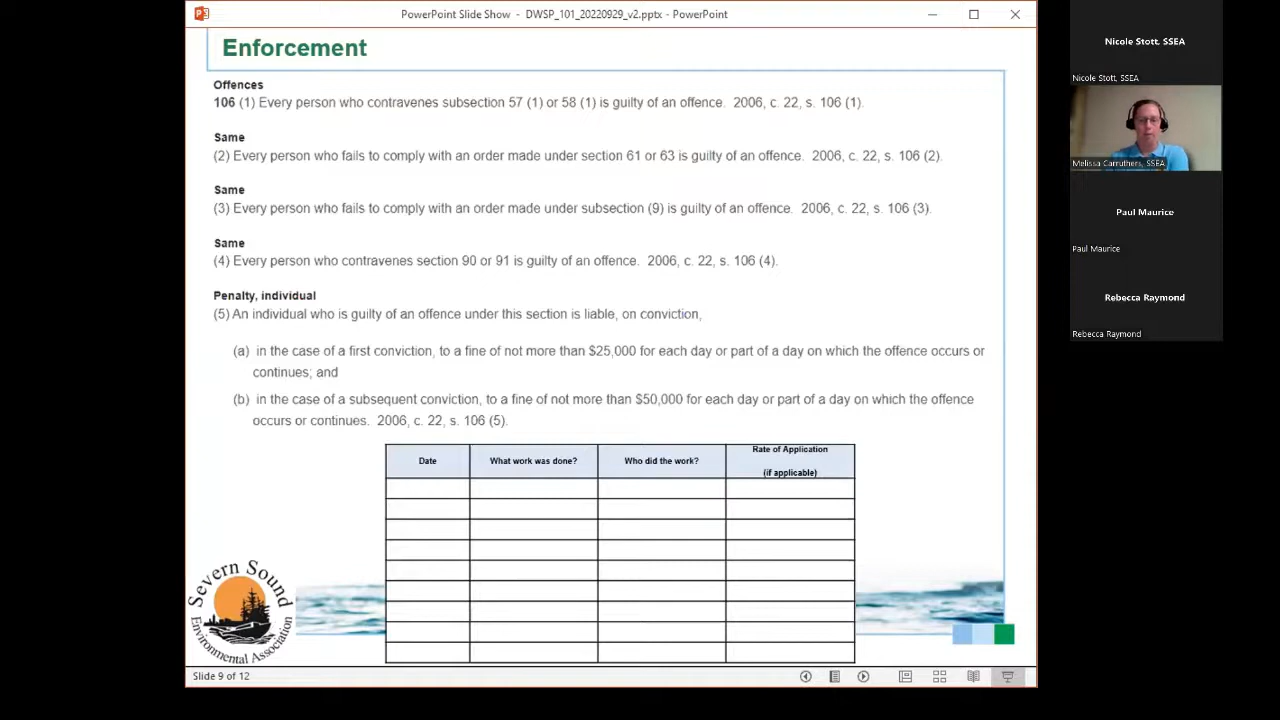 PowerPoint Slide Show - DWSP_101_20220929_v2.pptx - PowerPoint
Enforcement
Offences
106 (1) Every person who contravenes subsection 57 (1) or 58 (1) is guilty of an offence. 2006, c. 22, s. 106 (1).
Same
(2) Every person who fails to comply with an order made under section 61 or 63 is guilty of an offence. 2006, c. 22, s. 106 (2).
Same
(3) Every person who fails to comply with an order made under subsection (9) is guilty of an offence. 2006, c. 22, s. 106 (3).
Same
(4) Every person who contravenes section 90 or 91 is guilty of an offence. 2006, c. 22, s. 106 (4).
Penalty, individual
(5) An individual who is guilty of an offence under this section is liable, on conviction,
(a) in the case of a first conviction, to a fine of not more than $25,000 for each day or part of a day on which the offence occurs or
continues; and
(b) in the case of a subsequent conviction, to a fine of not more than $50,000 for each day or part of a day on which the offence
occurs or continues. 2006, c. 22, s. 106 (5).
Date
What work was done?
Who did the work?
Rate of Application
(if applicable)
Severn Sound
Environmental Association
Slide 9 of 12
Nicole Stott, SSEA
Nicole Stott, SSEA
Melissa Carruthers, SSEA
Paul Maurice
Paul Maurice
Rebecca Raymond
Rebecca Raymond